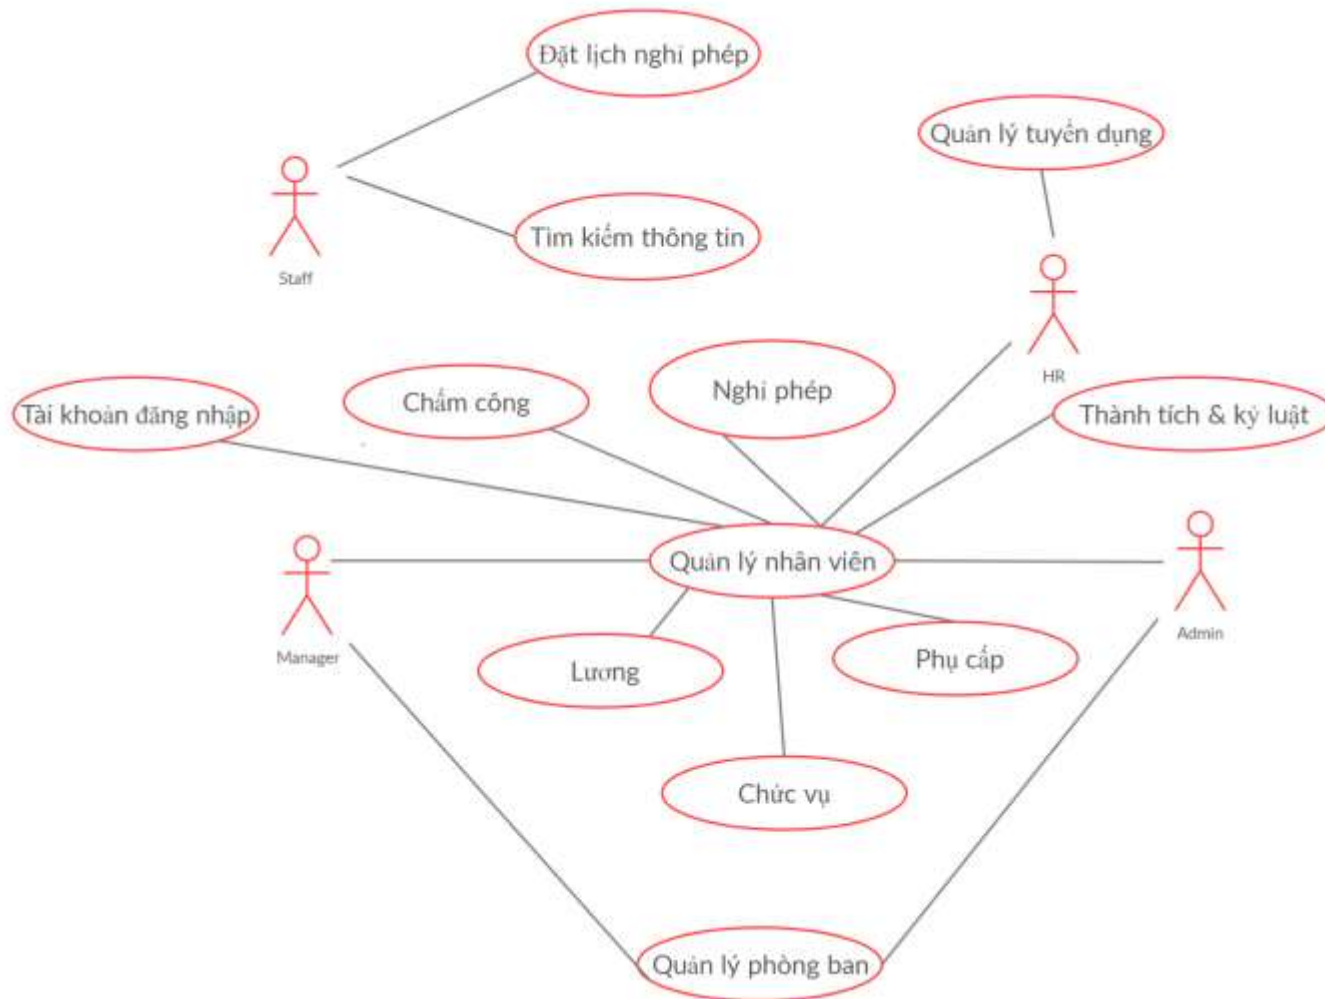 Đặt lịch nghỉ phép
Quản lý tuyển dụng
Tìm kiếm thông tin
Staff
HR
Nghỉ phép
Chấm công
Tài khoản đăng nhập
Thành tích & kỷ luật
Quản lý nhân viên
Manager
Admin
Lương
Phụ cấp
Chức vụ
Quản lý phòng ban